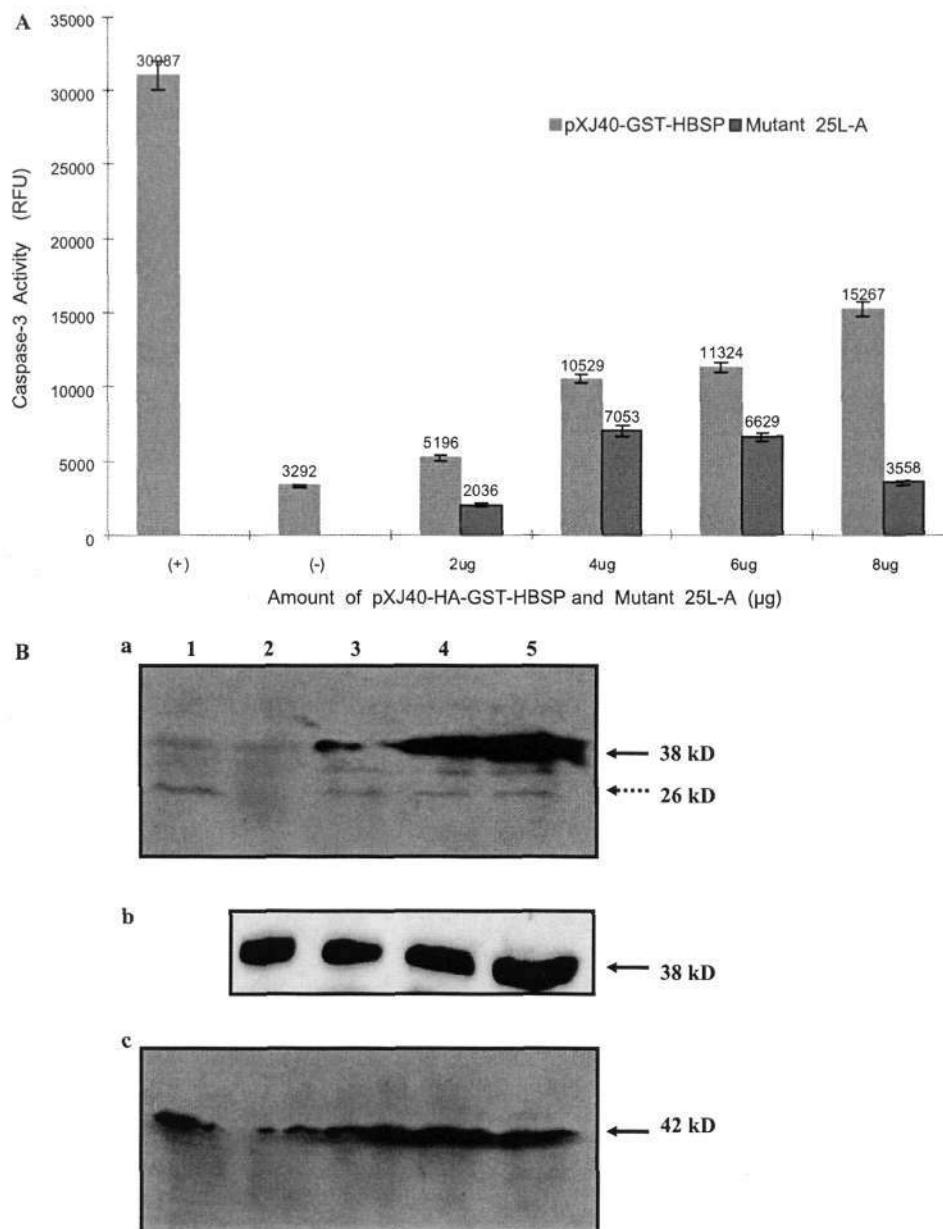 A
35000
30000
25000
20000
15000
10000
5000
0
Caspase-3 Activity (RFU)
30987
3292
5196
2036
10529
7053
11324
6629
15267
3558
pXJ40-GST-HBSP Mutant 25L-A
(+) (-) 2ug 4ug 6ug 8ug
Amount of pXJ40-HA-GST-HBSP and Mutant 25L-A (µg)
B
a 1 2 3 4 5
38 kD
26 kD
b
38 kD
c
42 kD